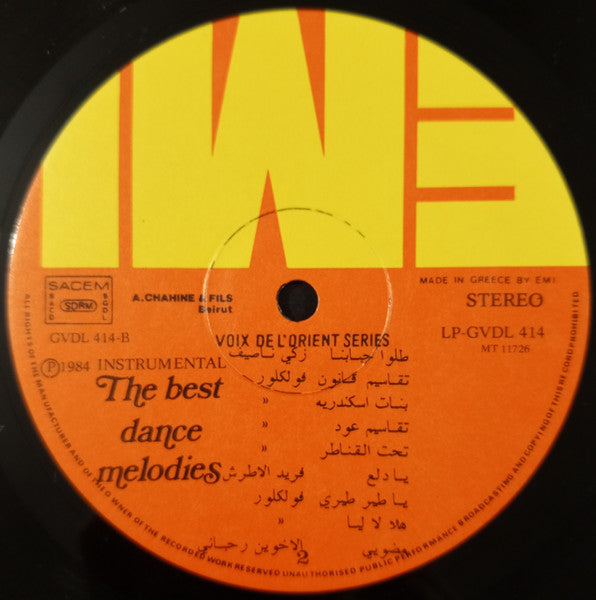 SACEM
SACD
SDRM
SGDL
GVDL 414-B
A.CHAHINE & FILS
Beirut
MADE IN GREECE BY EMI
STEREO
LP-GVDL 414
MT 11726
VOIX DE L'ORIENT SERIES
Ⓟ1984 INSTRUMENTAL
The best
dance
melodies
طلوا حبابنا زكي ناصيف
تقاسيم قانون فولكلور
بنات اسكندريه »
تقاسيم عود »
تحت القناطر »
يا دلع فريد الاطرش
يا طير طيري فولكلور
هلا لا ليا »
الاخوين رحباني
2
ALL RIGHTS OF THE MANUFACTURER AND OF THE OWNER OF THE RECORDED WORK RESERVED UNAUTHORISED PUBLIC PERFORMANCE BROADCASTING AND COPYING OF THIS RECORD PROHIBITED